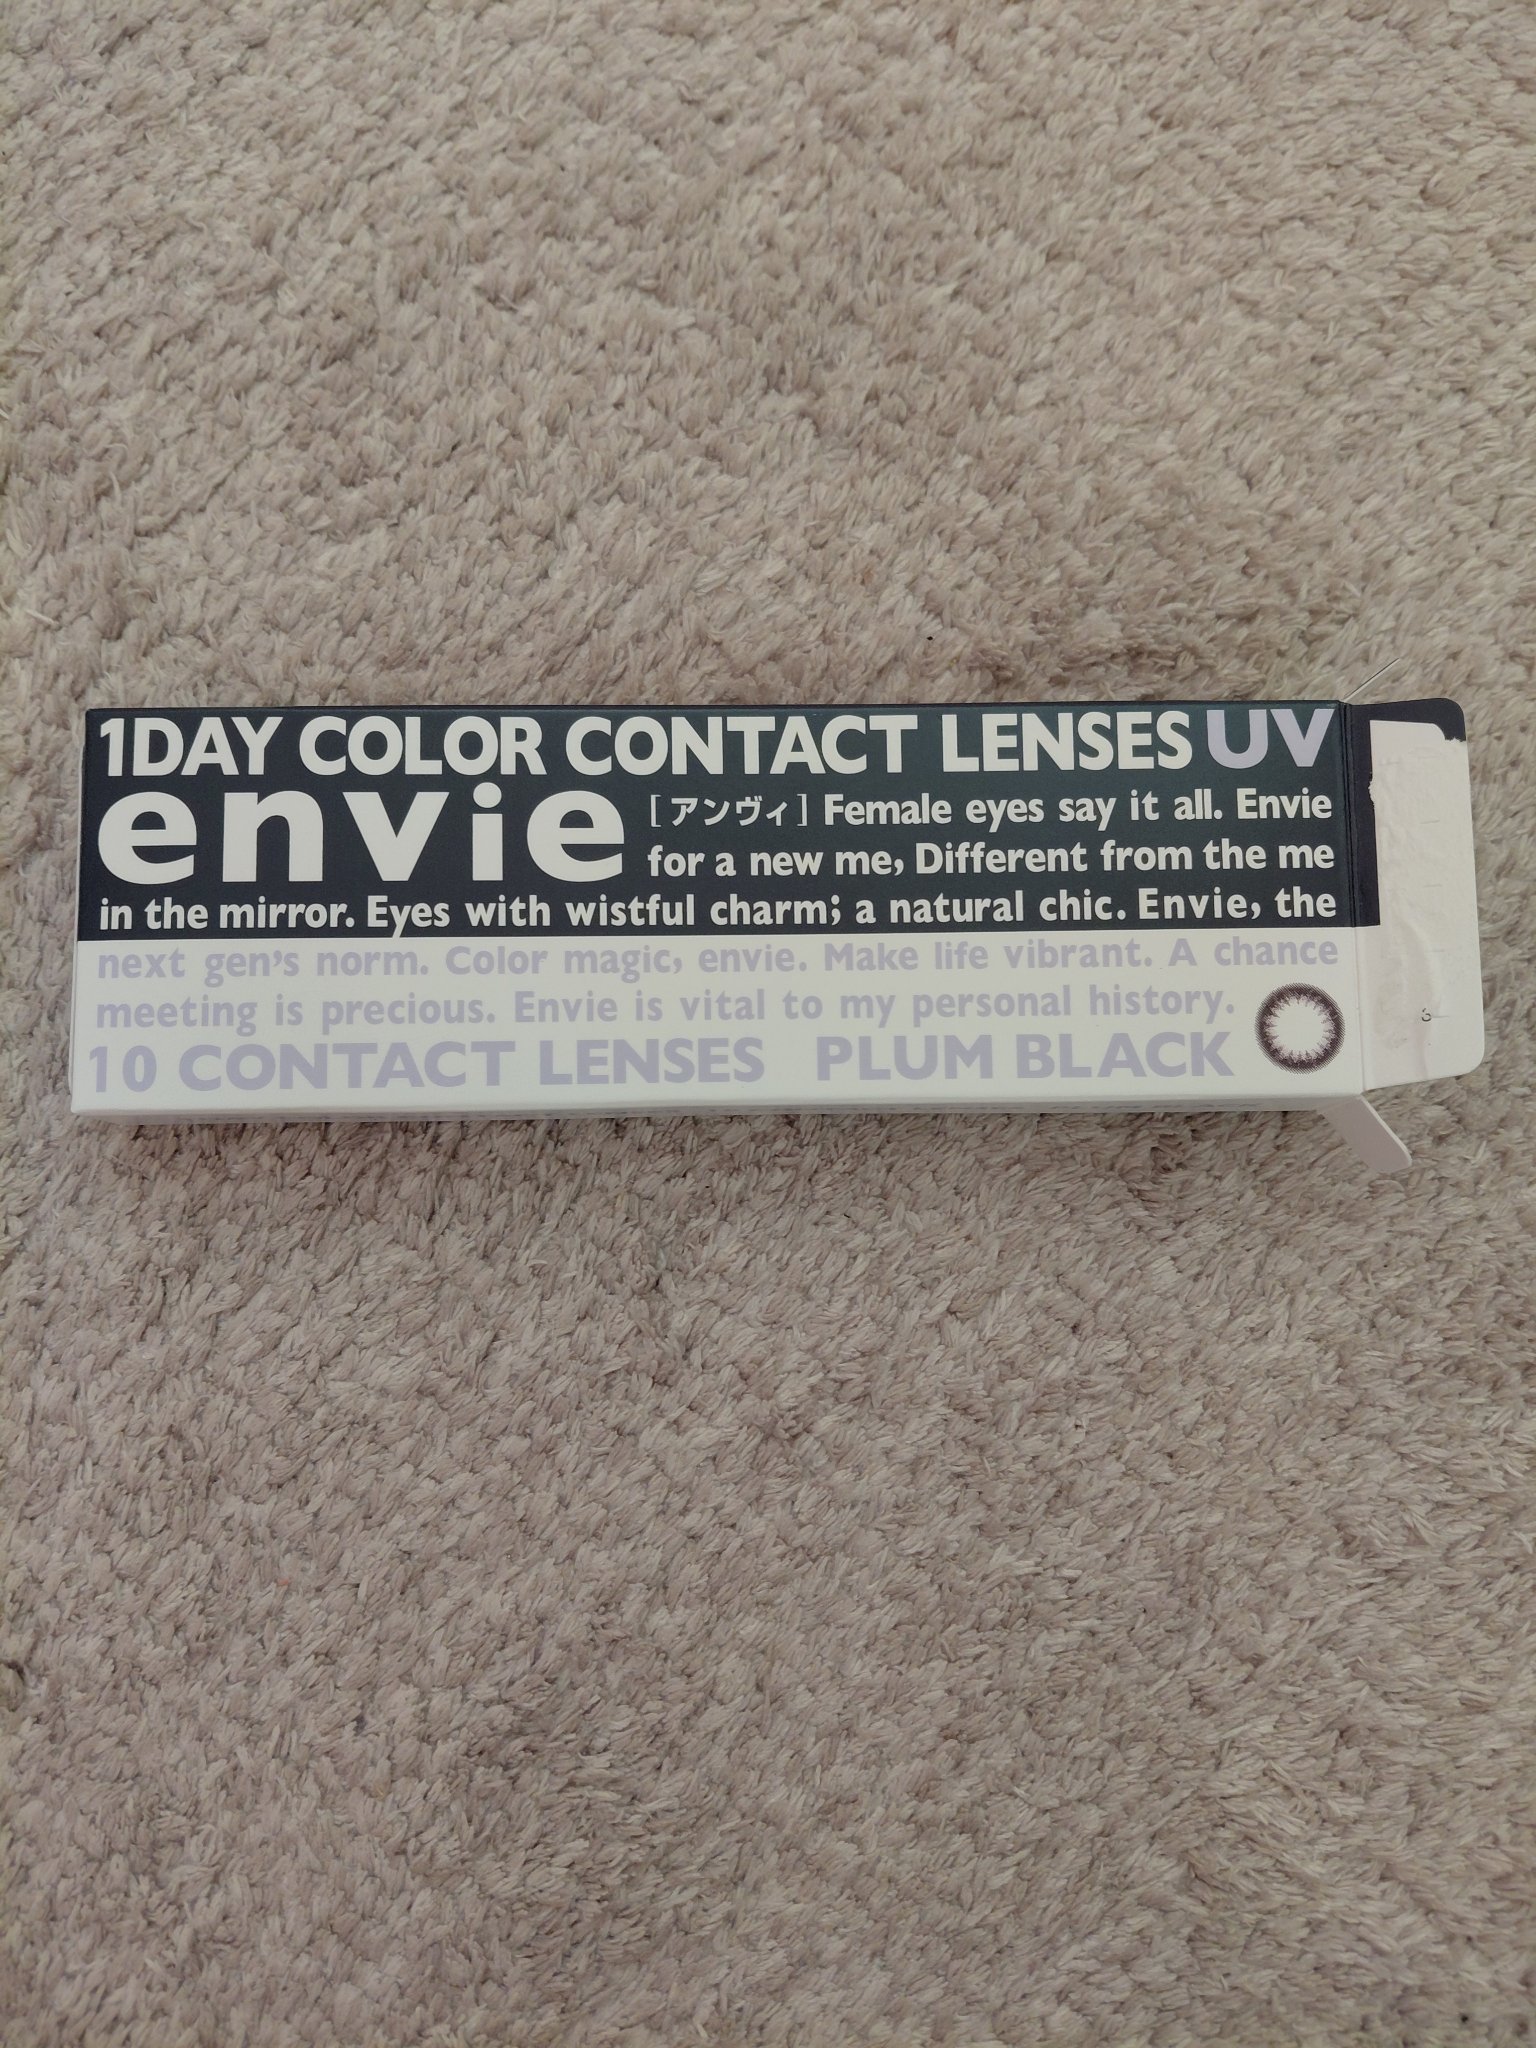 1DAY COLOR CONTACT LENSES UV
envie [アンヴィ] Female eyes say it all. Envie
for a new me, Different from the me
in the mirror. Eyes with wistful charm; a natural chic. Envie, the
next gen's norm. Color magic, envie. Make life vibrant. A chance
meeting is precious. Envie is vital to my personal history.
10 CONTACT LENSES PLUM BLACK